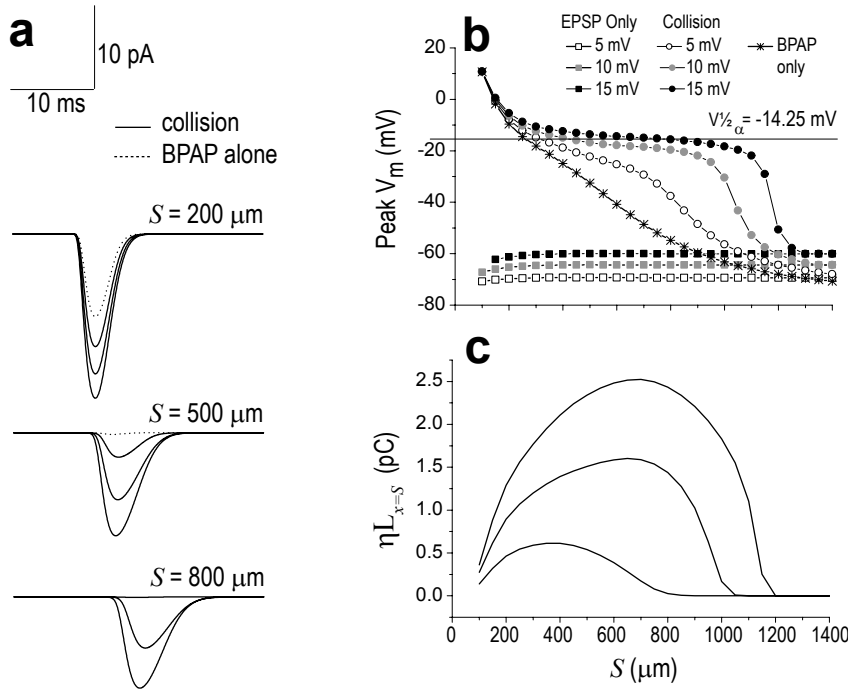 a
10 pA
10 ms
collision
BPAP alone
S = 200 μm
S = 500 μm
S = 800 μm
b
EPSP Only
5 mV
10 mV
15 mV
Collision
5 mV
10 mV
15 mV
BPAP
only
V½α = -14.25 mV
Peak Vm (mV)
20
0
-20
-40
-60
-80
c
ηLx=S (pC)
2.5
2.0
1.5
1.0
0.5
0.0
0
200
400
600
800
1000
1200
1400
S (μm)